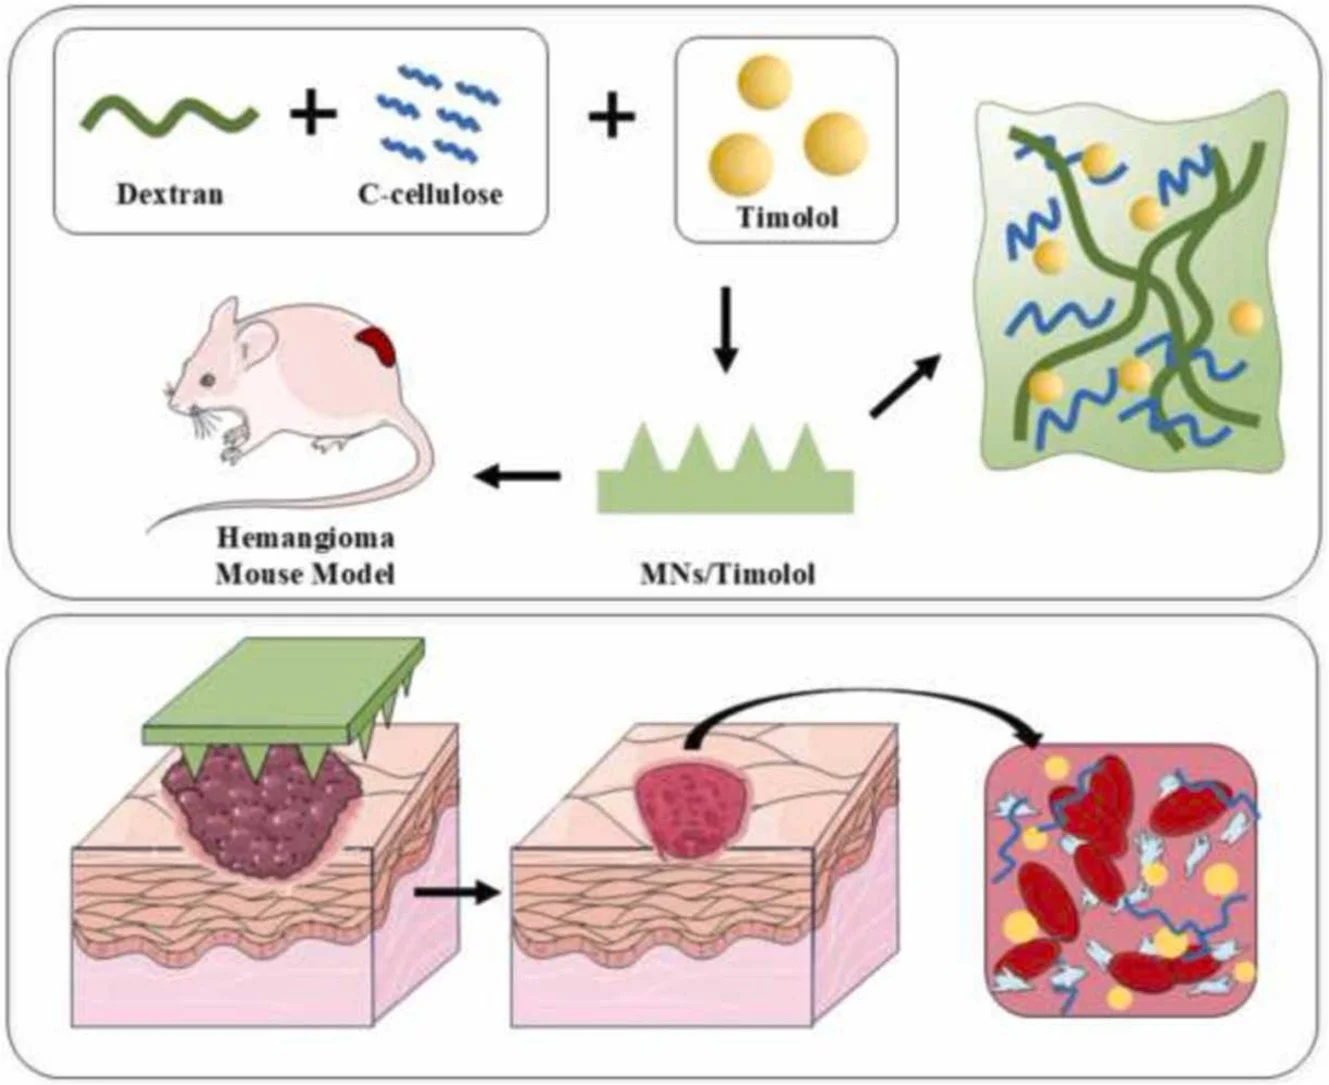 Dextran
C-cellulose
Timolol
Hemangioma
Mouse Model
MNs/Timolol